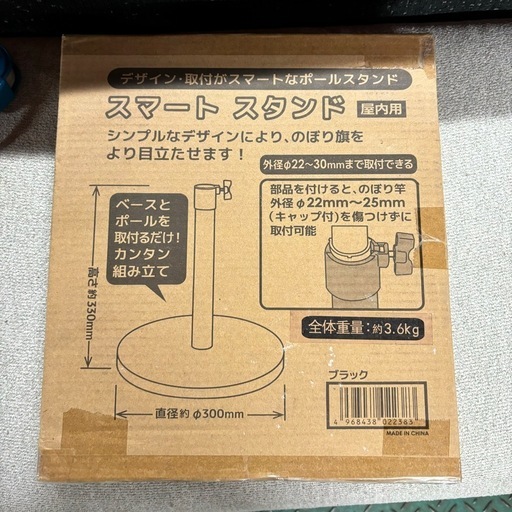 デザイン・取付がスマートなポールスタンド
スマート スタンド 屋内用
シンプルなデザインにより、のぼり旗を
より目立たせます！
外径φ22〜30mmまで取付できる
部品を付けると、のぼり竿
外径φ22mm〜25mm
（キャップ付）を傷つけずに
取付可能
ベースと
ポールを
取付るだけ！
カンタン
組み立て
高さ約330mm
直径約φ300mm
全体重量：約3.6kg
ブラック
4 968438 022383
MADE IN CHINA